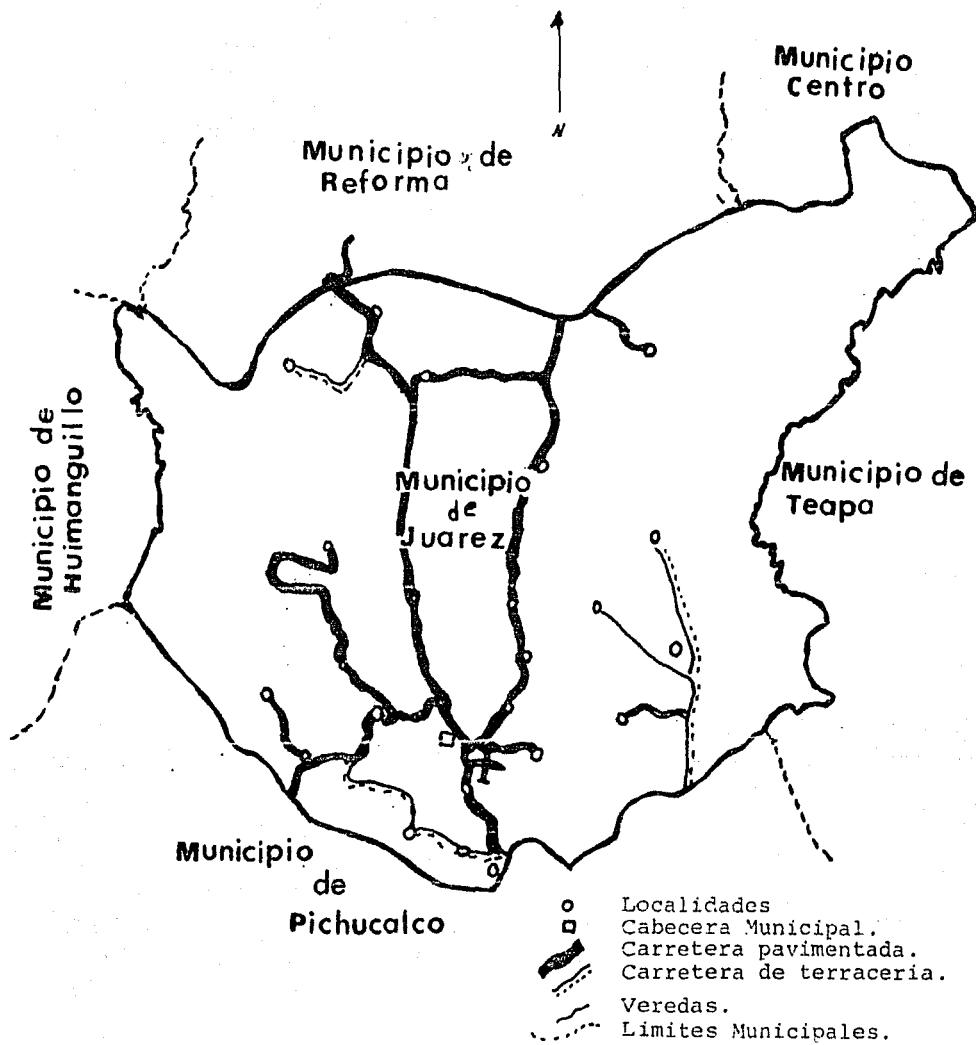 Municipio
Centro
N
Municipio de
Reforma
Municipio de
Huimanguillo
Municipio
de
Juarez
Municipio de
Teapa
Municipio
de
Pichucalco
Localidades
Cabecera Municipal.
Carretera pavimentada.
Carretera de terraceria.
Veredas.
Limites Municipales.